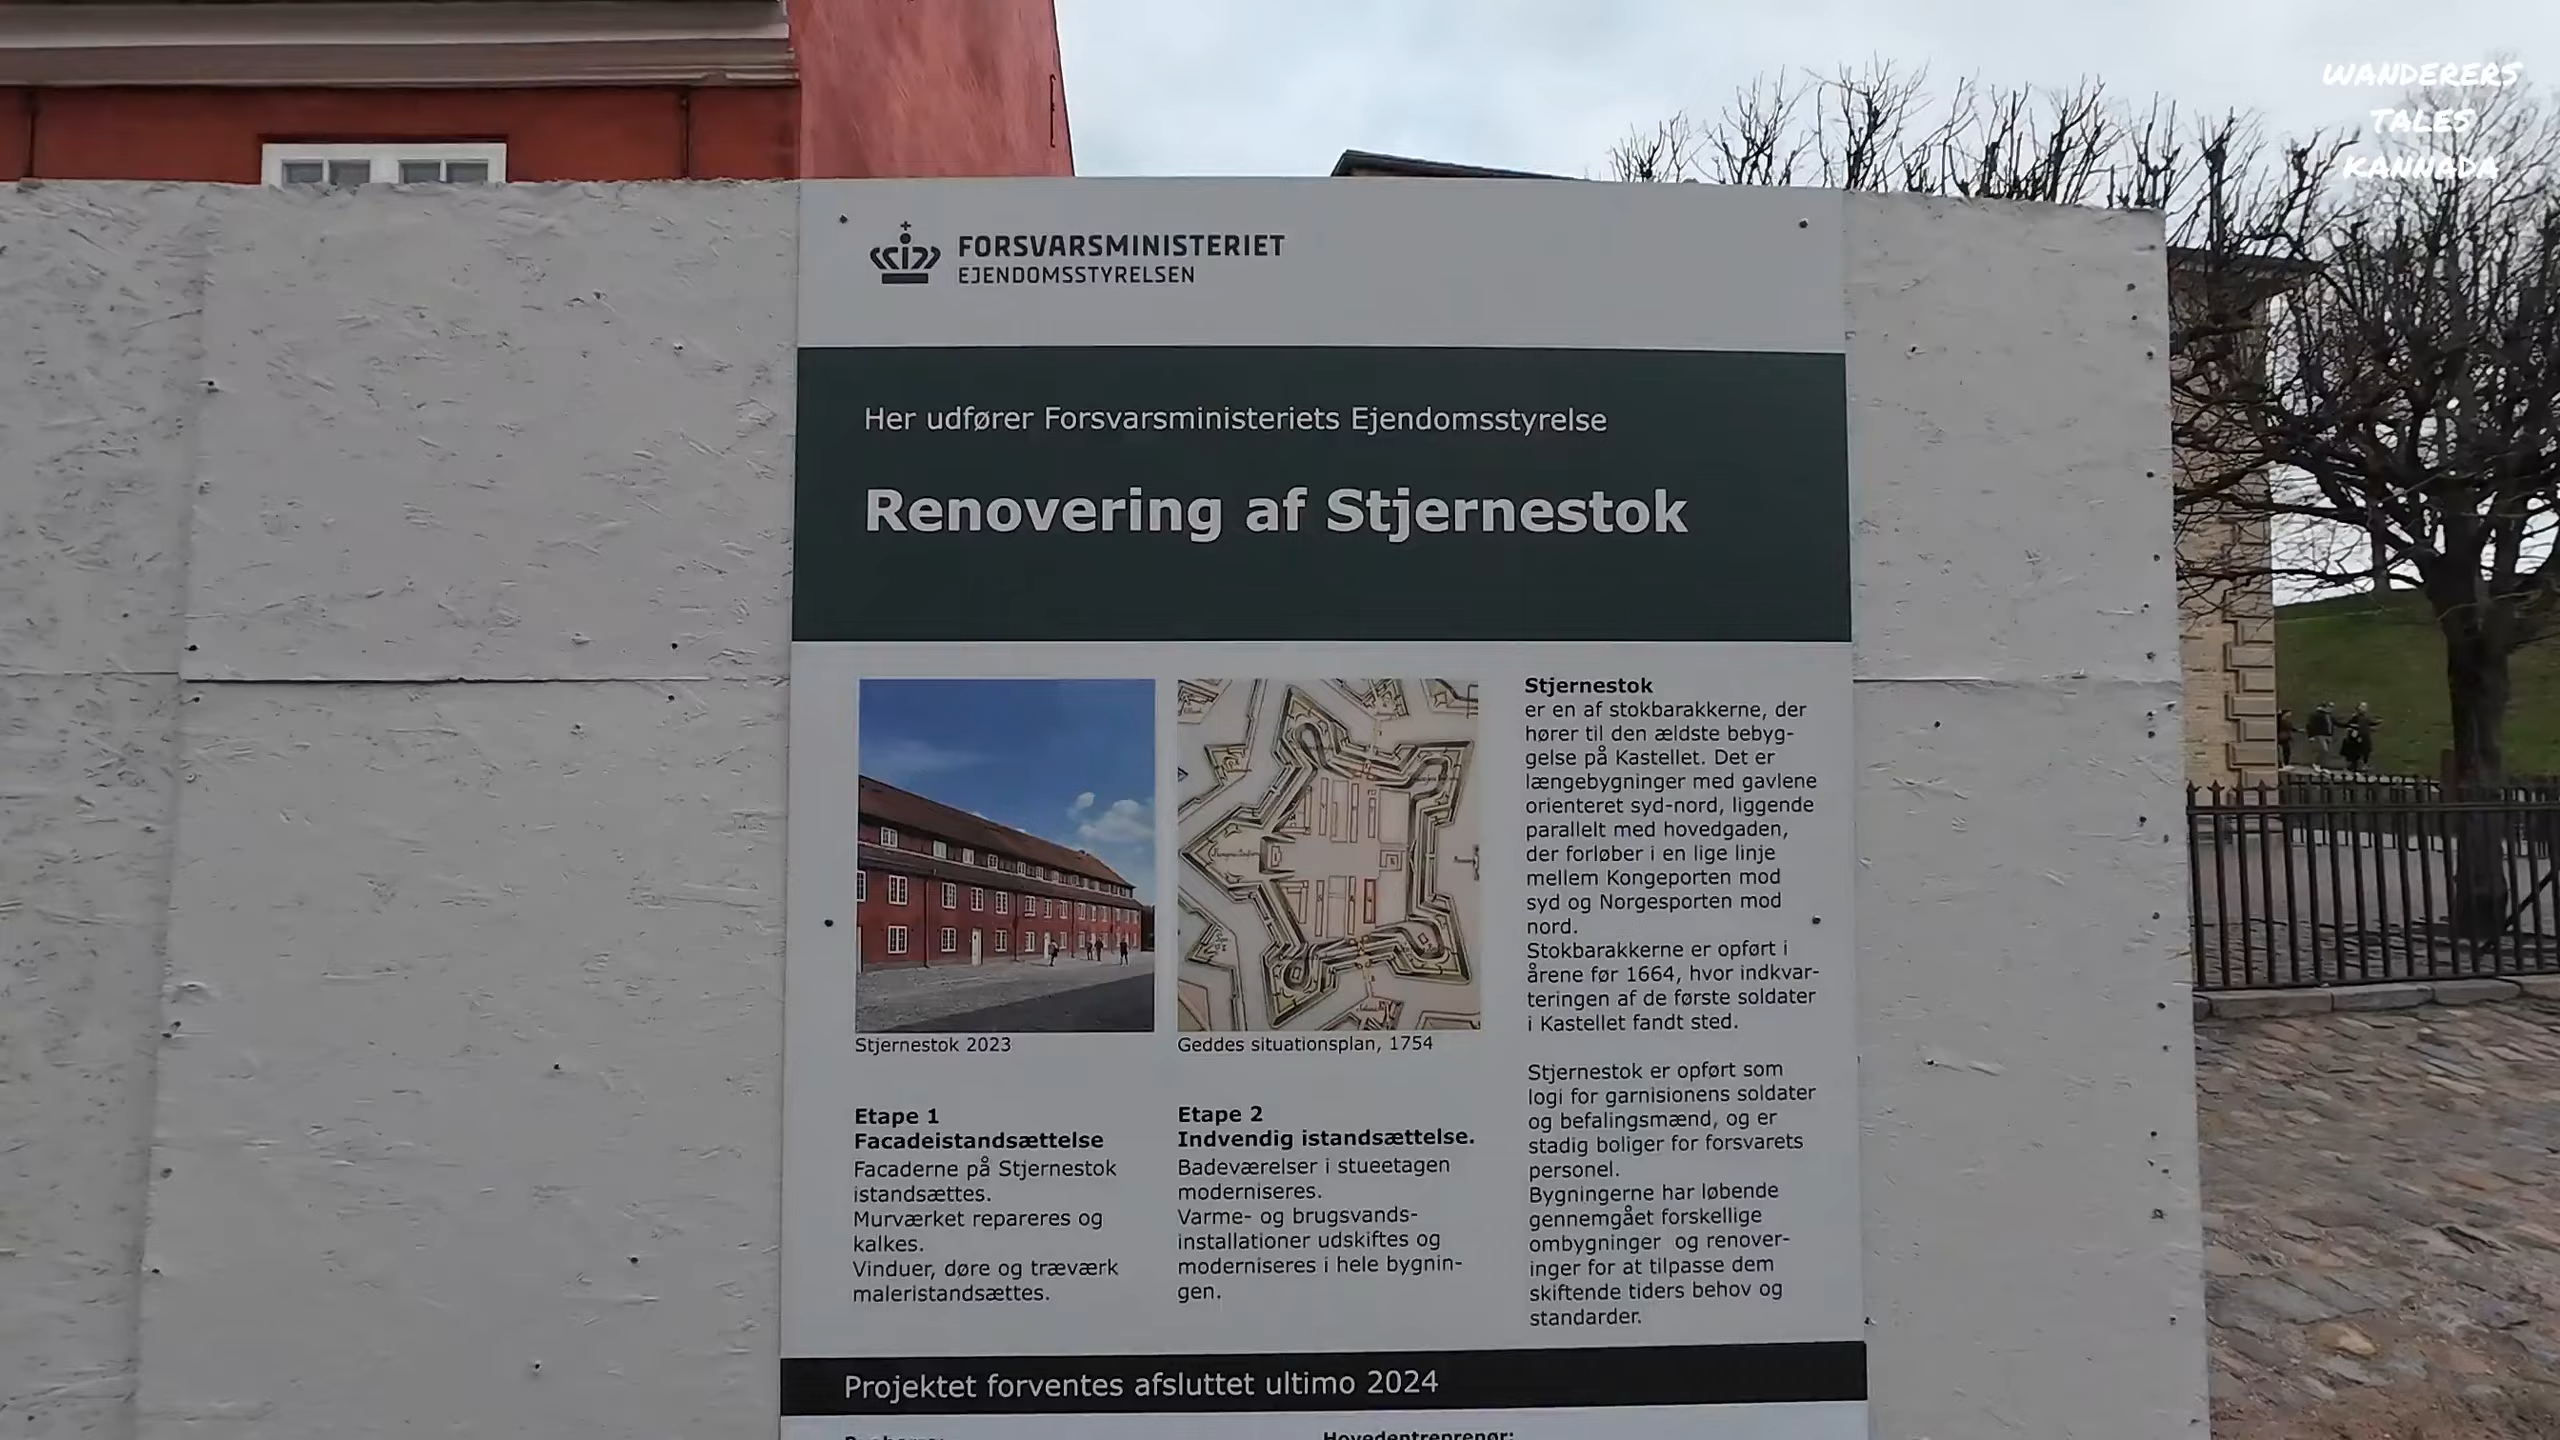 WANDERERS
TALES
KANNADA
FORSVARSMINISTERIET
EJENDOMSSTYRELSEN
Her udfører Forsvarsministeriets Ejendomsstyrelse
Renovering af Stjernestok
Stjernestok 2023
Geddes situationsplan, 1754
Etape 1
Facadeistandsættelse
Facaderne på Stjernestok
istandsættes.
Murværket repareres og
kalkes.
Vinduer, døre og træværk
maleristandsættes.
Etape 2
Indvendig istandsættelse.
Badeværelser i stueetagen
moderniseres.
Varme- og brugsvands-
installationer udskiftes og
moderniseres i hele bygnin-
gen.
Stjernestok
er en af stokbarakkerne, der
hører til den ældste bebyg-
gelse på Kastellet. Det er
længebygninger med gavlene
orienteret syd-nord, liggende
parallelt med hovedgaden,
der forløber i en lige linje
mellem Kongeporten mod
syd og Norgesporten mod
nord.
Stokbarakkerne er opført i
årene før 1664, hvor indkvar-
teringen af de første soldater
i Kastellet fandt sted.
Stjernestok er opført som
logi for garnisionens soldater
og befalingsmænd, og er
stadig boliger for forsvarets
personel.
Bygningerne har løbende
gennemgået forskellige
ombygninger og renover-
inger for at tilpasse dem
skiftende tiders behov og
standarder.
Projektet forventes afsluttet ultimo 2024
Hovedentreprenør: